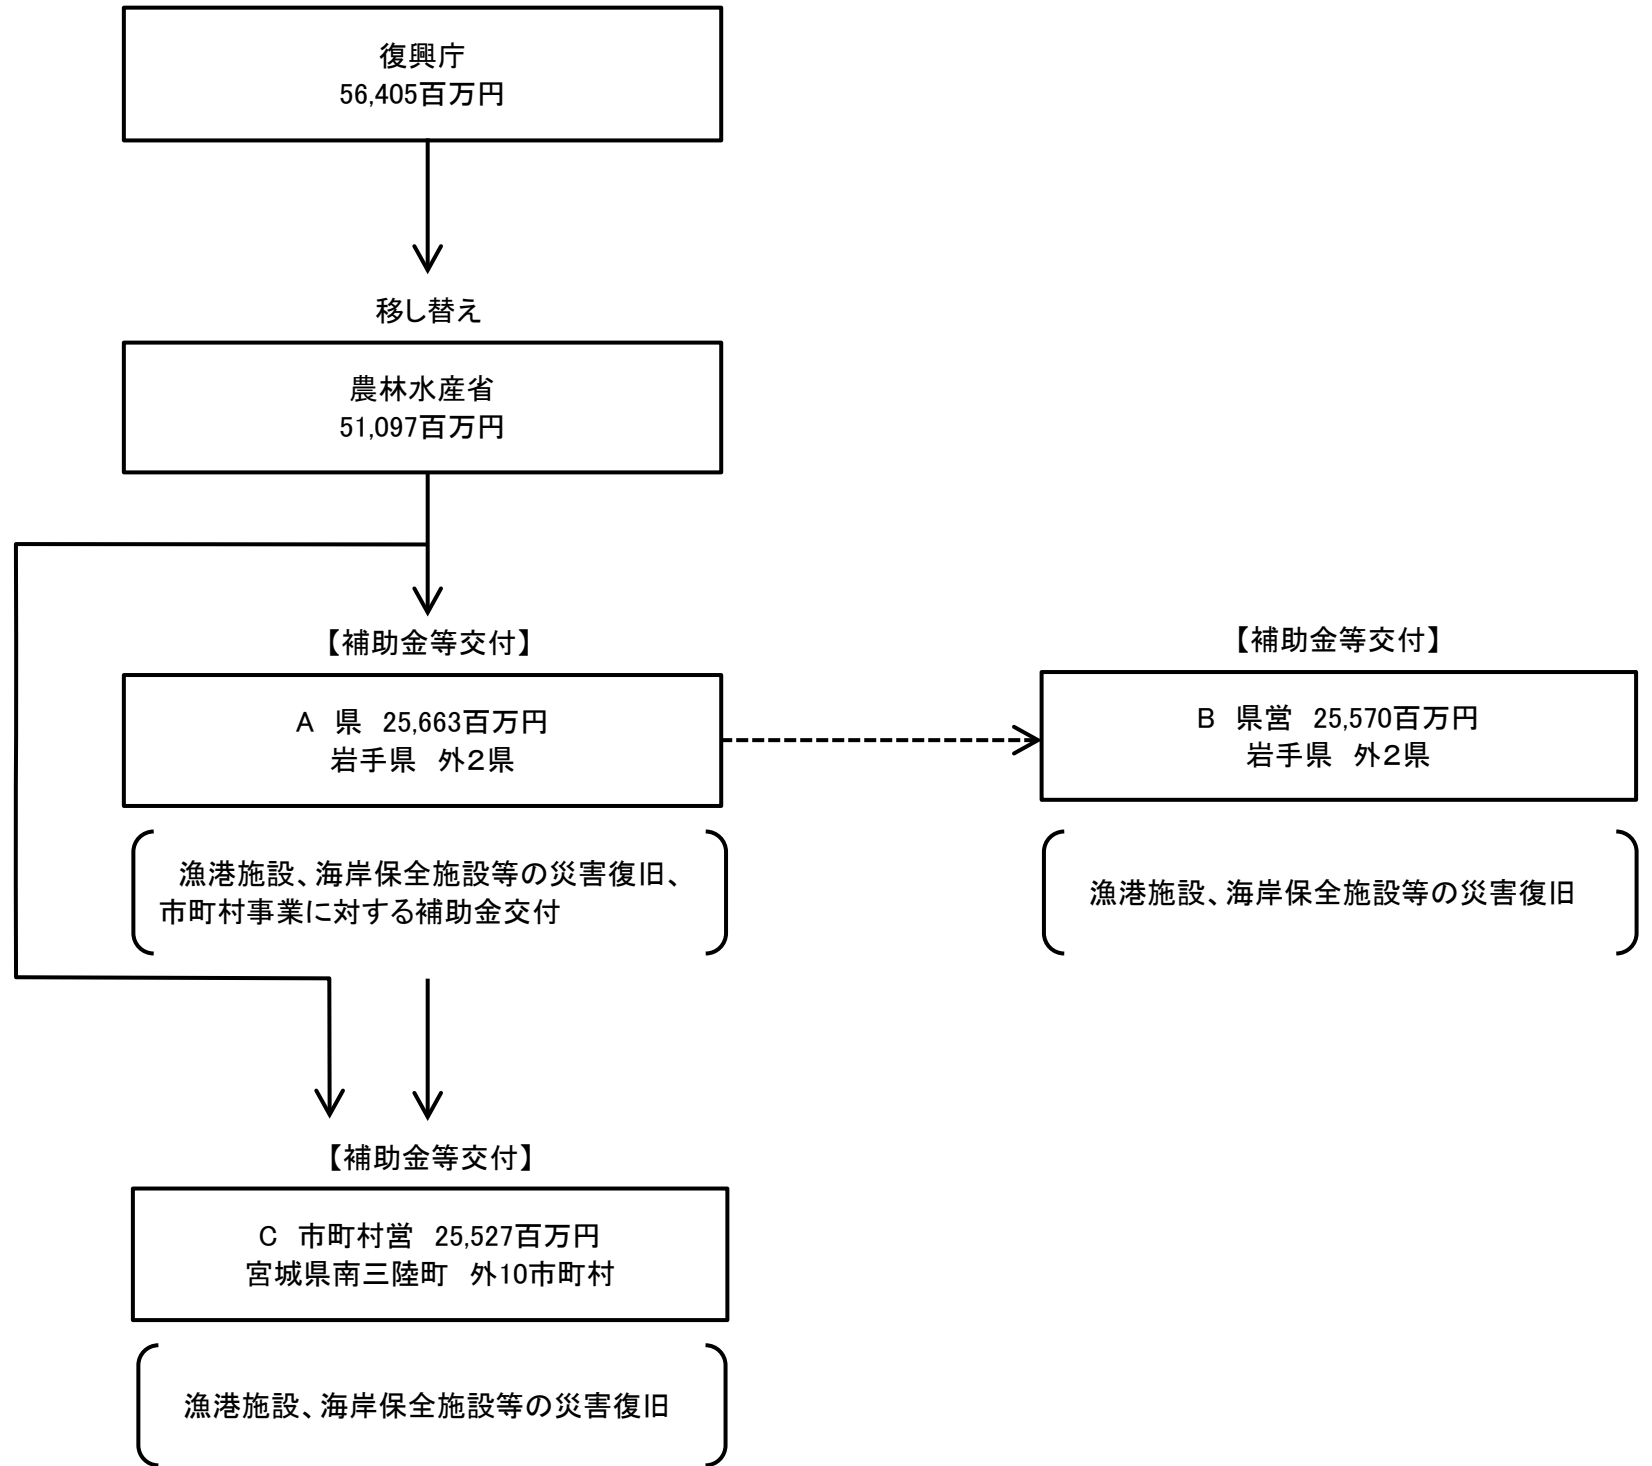 復興庁
56,405百万円
移し替え
農林水産省
51,097百万円
【補助金等交付】
A　県　25,663百万円
岩手県　外2県
漁港施設、海岸保全施設等の災害復旧、
市町村事業に対する補助金交付
【補助金等交付】
B　県営　25,570百万円
岩手県　外2県
漁港施設、海岸保全施設等の災害復旧
【補助金等交付】
C　市町村営　25,527百万円
宮城県南三陸町　外10市町村
漁港施設、海岸保全施設等の災害復旧